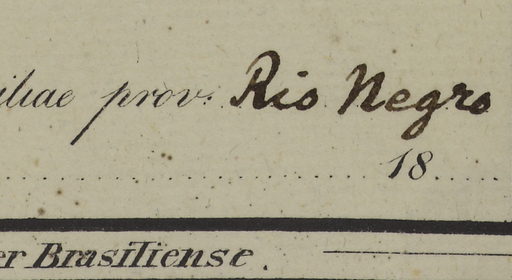 iliae prov. Rio Negro
18
er Brasiliense.